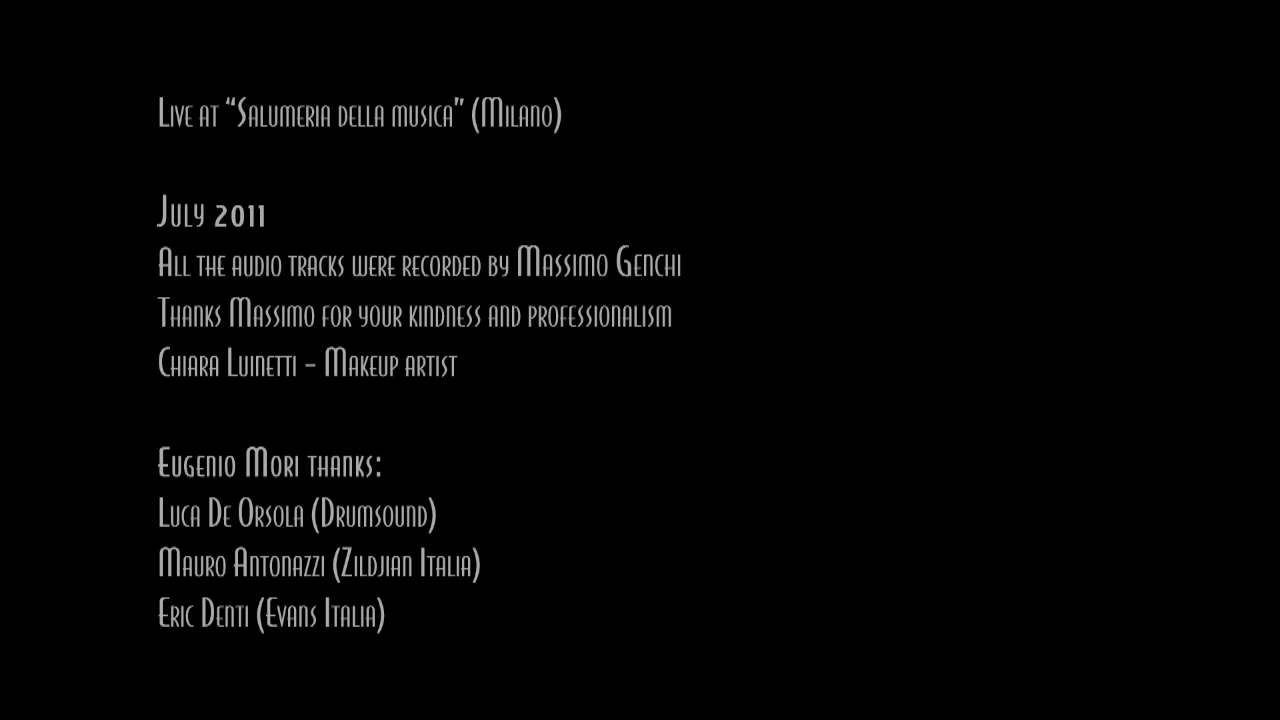 Live at “Salumeria della musica” (Milano)
July 2011
All the audio tracks were recorded by Massimo Genchi
Thanks Massimo for your kindness and professionalism
Chiara Luinetti - Makeup artist
Eugenio Mori thanks:
Luca De Orsola (Drumsound)
Mauro Antonazzi (Zildjian Italia)
Eric Denti (Evans Italia)